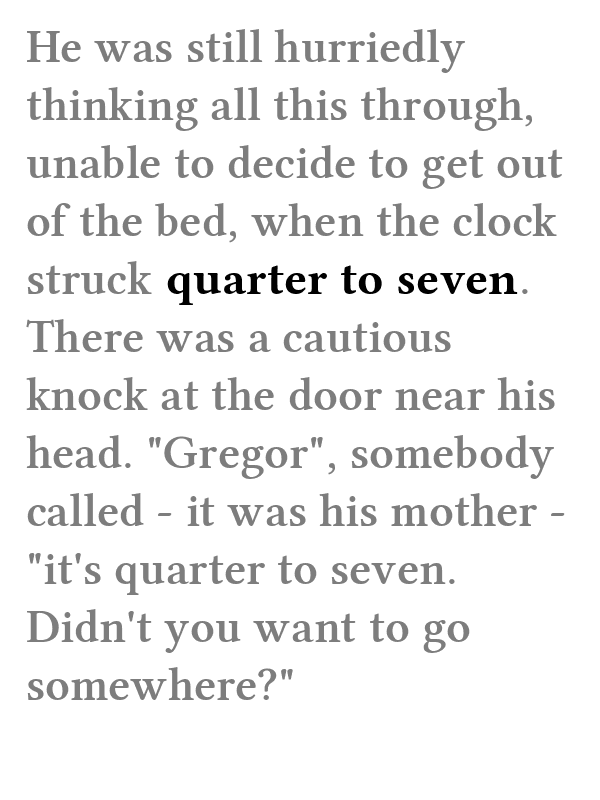 He was still hurriedly
thinking all this through,
unable to decide to get out
of the bed, when the clock
struck quarter to seven.
There was a cautious
knock at the door near his
head. "Gregor", somebody
called - it was his mother -
"it's quarter to seven.
Didn't you want to go
somewhere?"